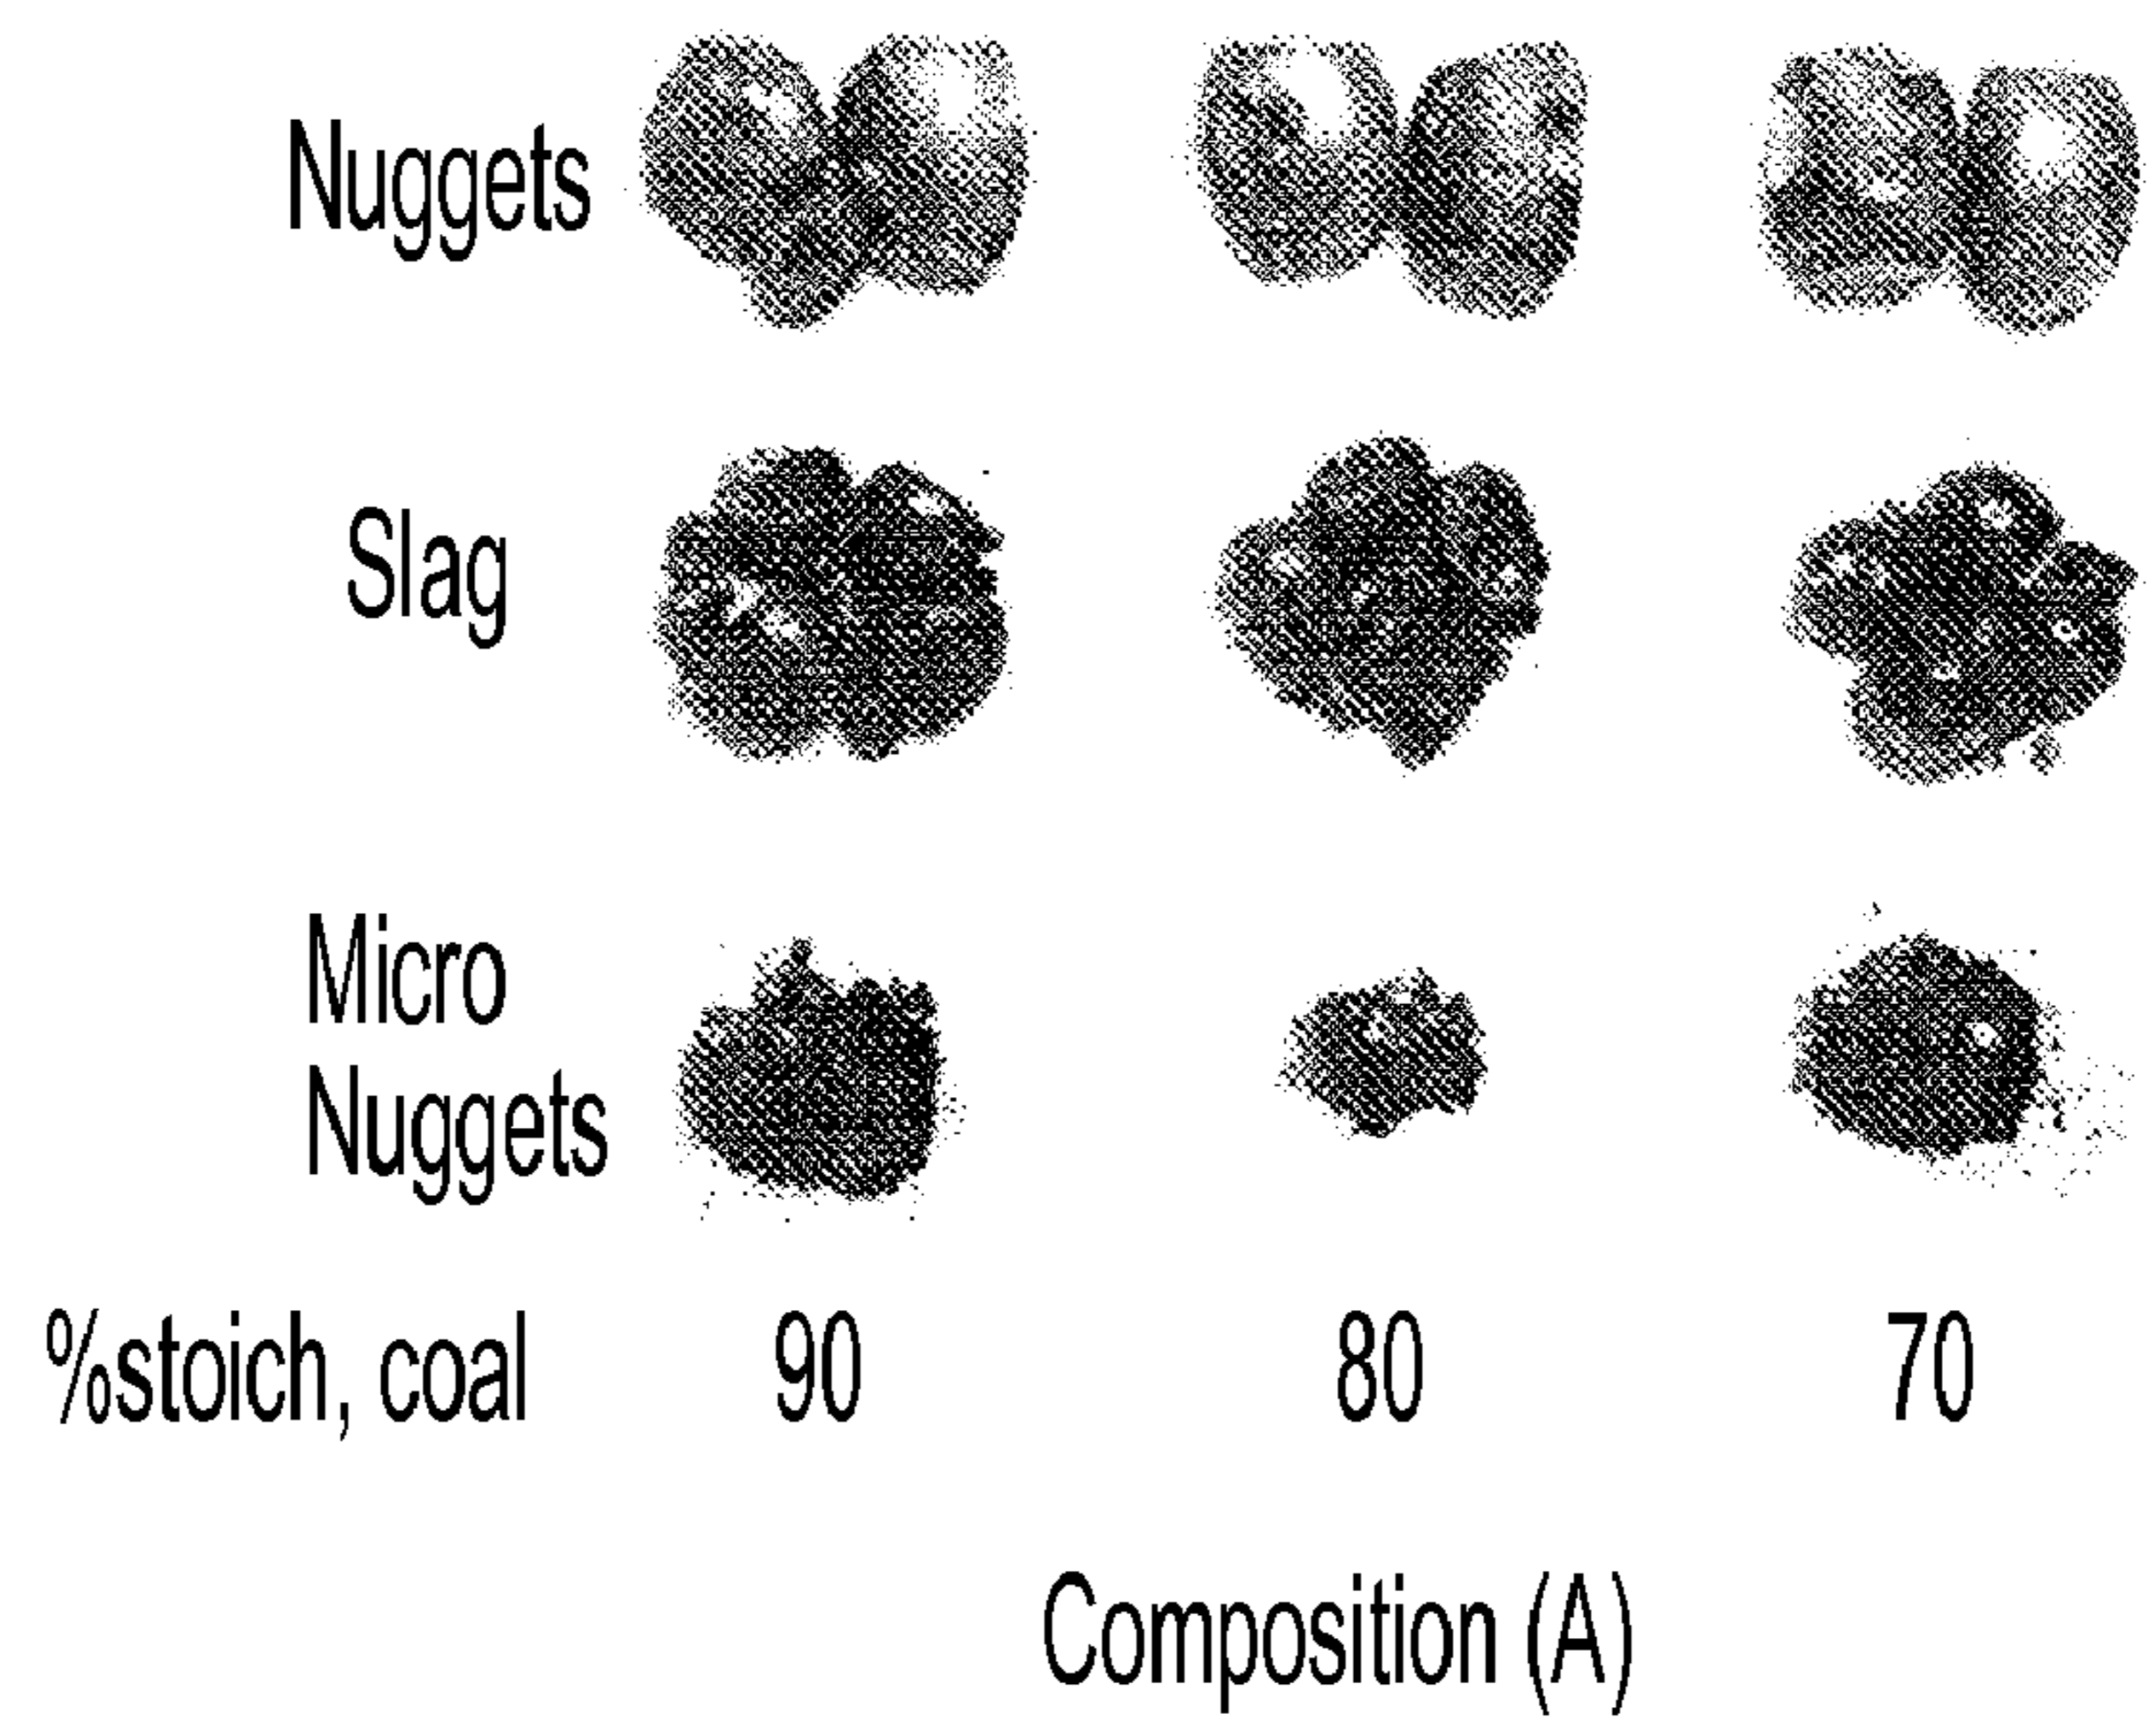 Nuggets
Slag
Micro
Nuggets
%stoich, coal 90 80 70
Composition (A)